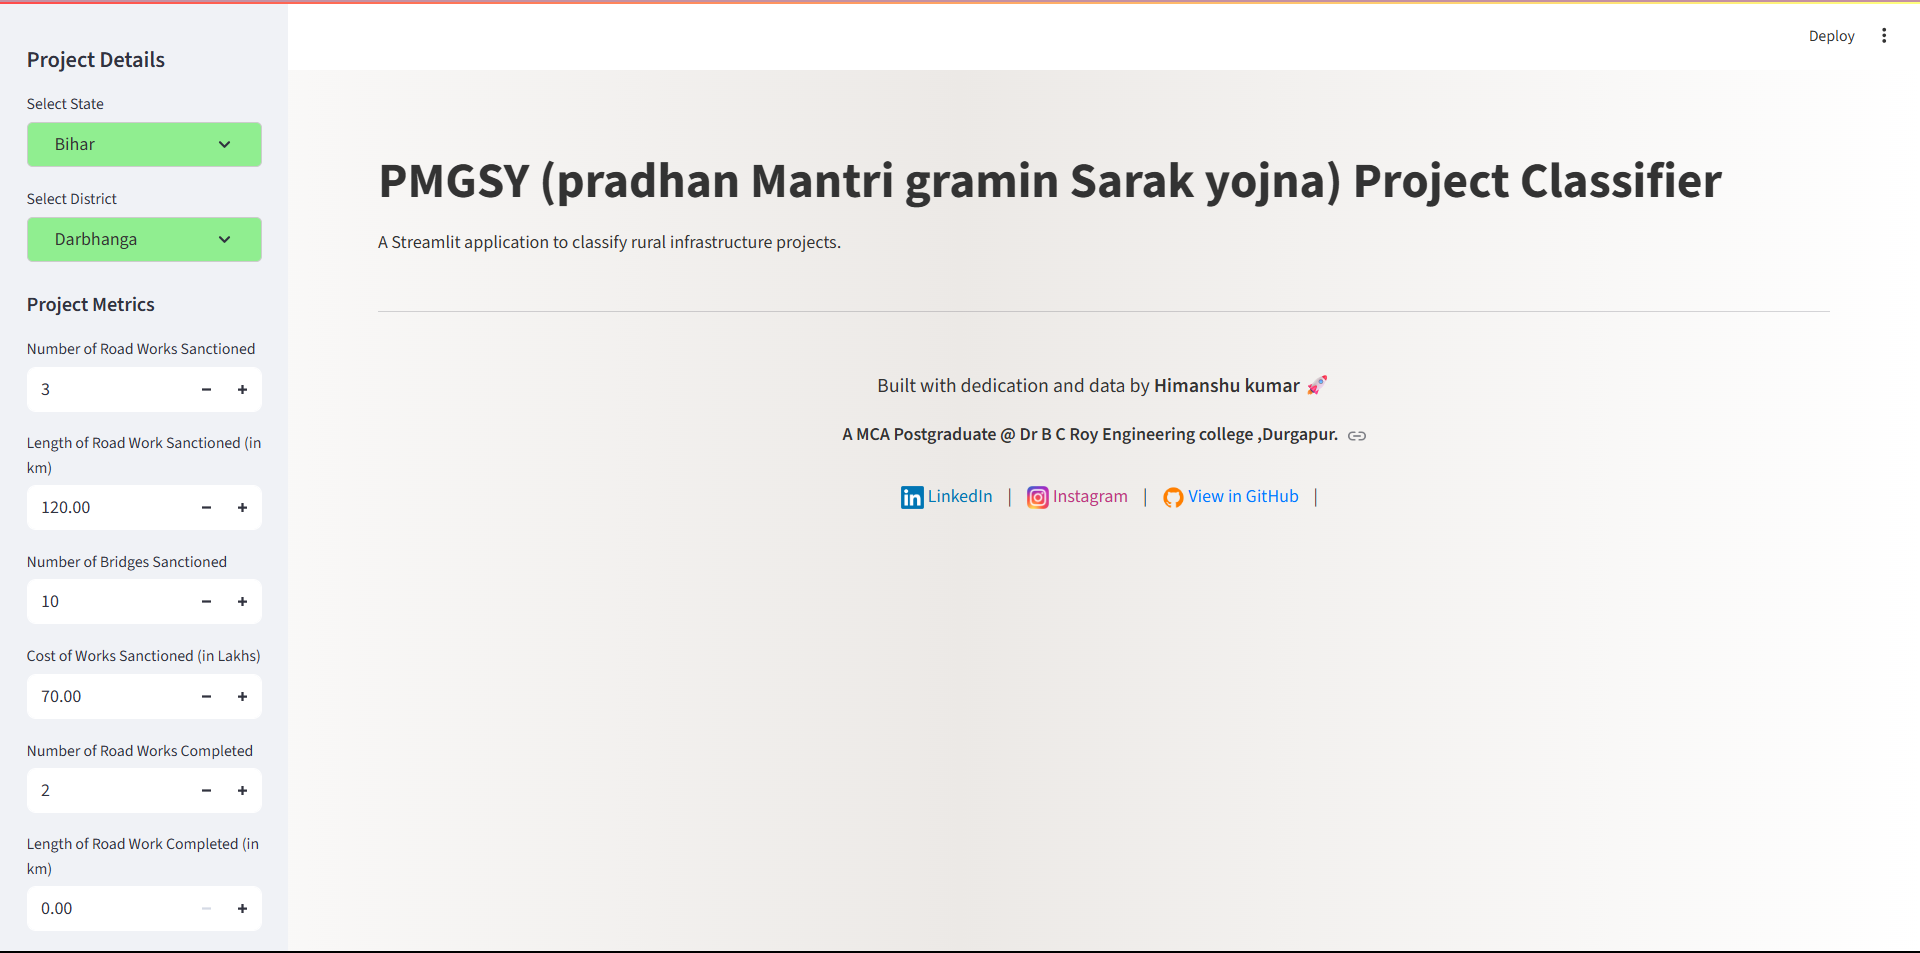 Deploy
Project Details
Select State
Bihar
Select District
Darbhanga
Project Metrics
Number of Road Works Sanctioned
3
Length of Road Work Sanctioned (in
km)
120.00
Number of Bridges Sanctioned
10
Cost of Works Sanctioned (in Lakhs)
70.00
Number of Road Works Completed
2
Length of Road Work Completed (in
km)
0.00
PMGSY (pradhan Mantri gramin Sarak yojna) Project Classifier
A Streamlit application to classify rural infrastructure projects.
Built with dedication and data by Himanshu kumar 🚀
A MCA Postgraduate @ Dr B C Roy Engineering college ,Durgapur.
LinkedIn | Instagram | View in GitHub |